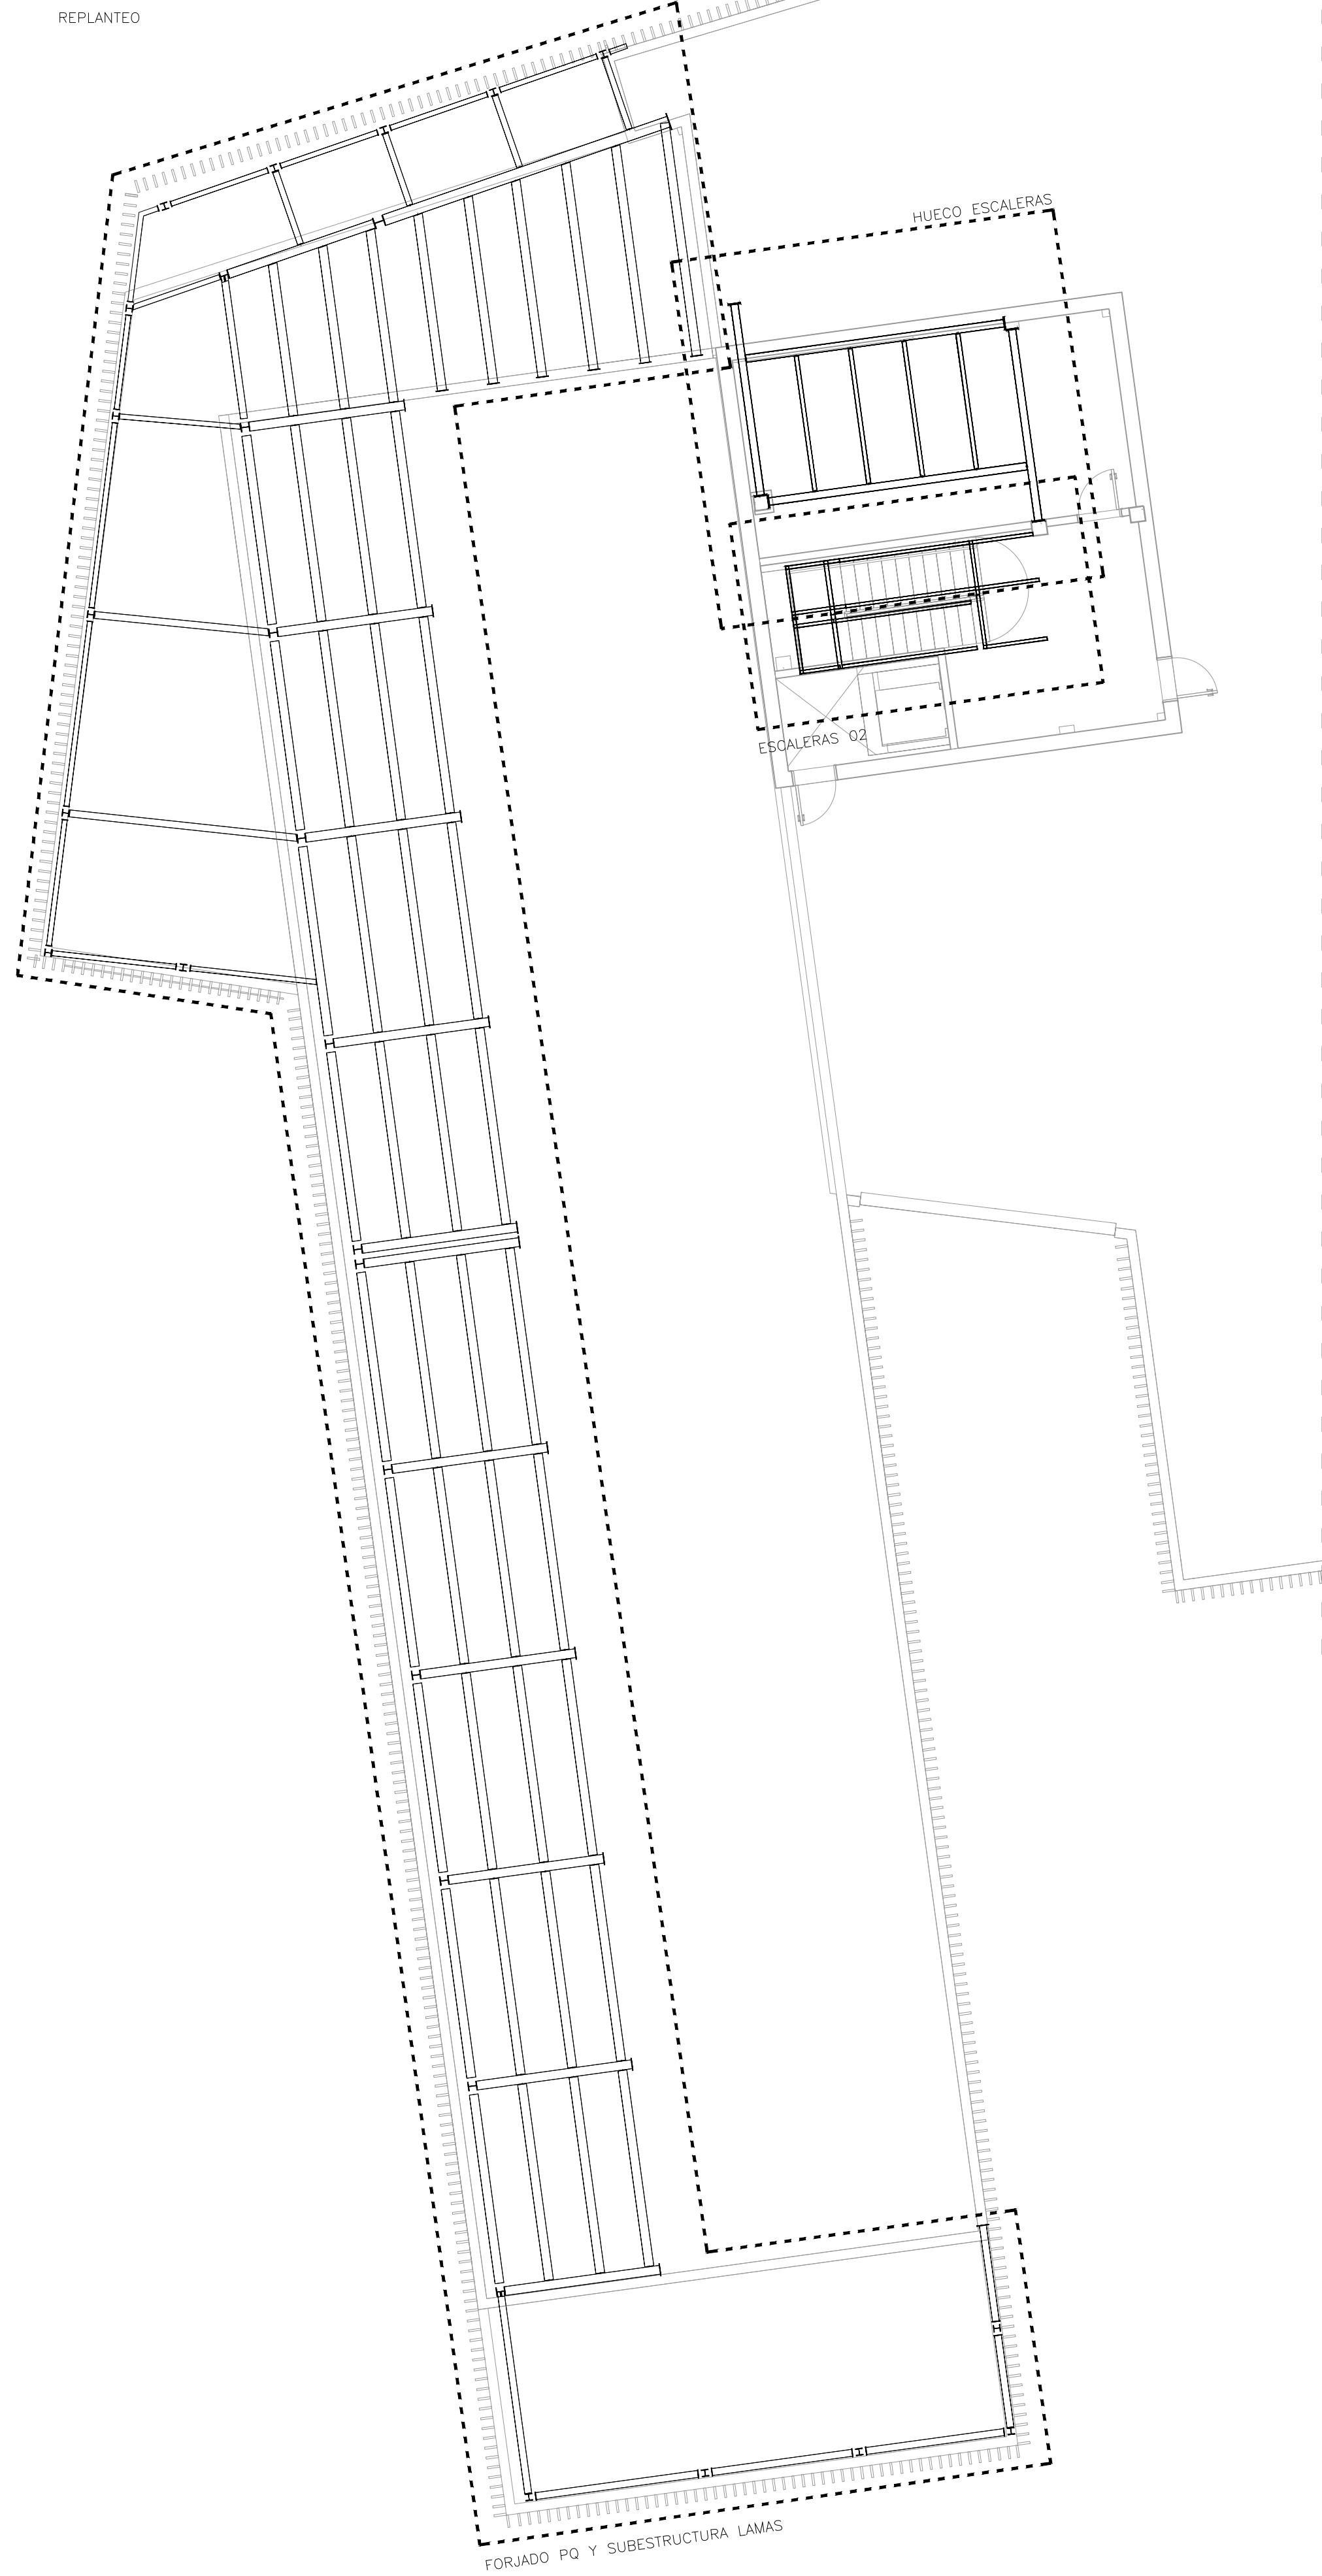 REPLANTEO
HUECO ESCALERAS
ESCALERAS 02
FORJADO PQ Y SUBESTRUCTURA LAMAS